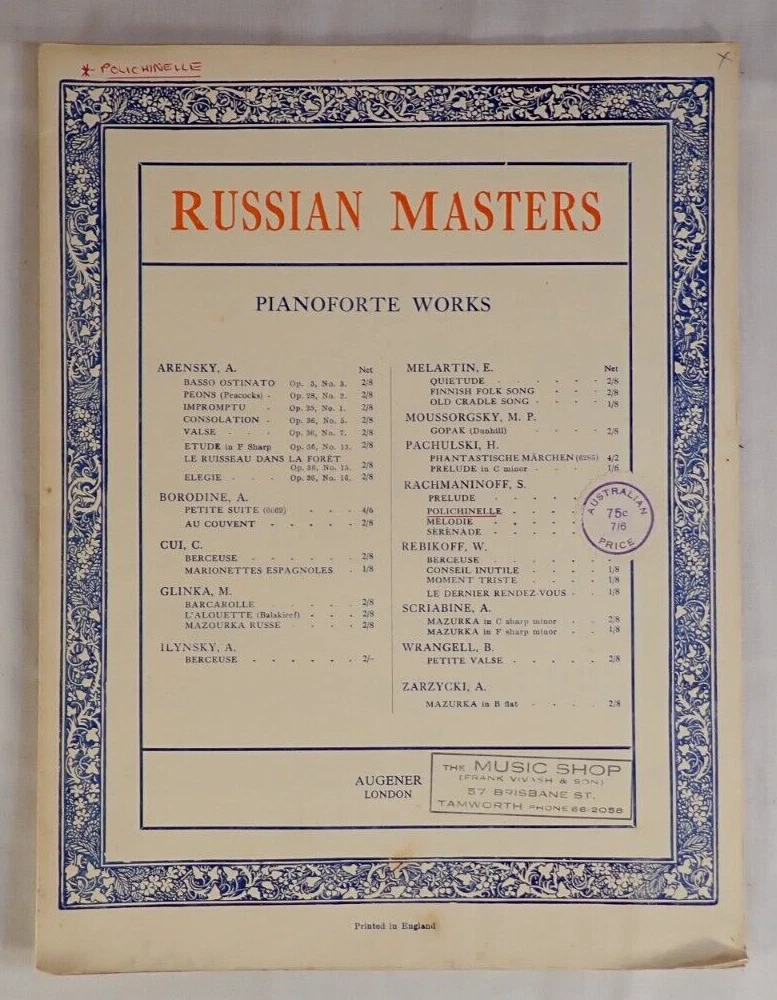 * POLICHINELLE
RUSSIAN MASTERS
PIANOFORTE WORKS
ARENSKY, A. Net
BASSO OSTINATO Op. 5, No. 5. 2/8
PEONS (Peacocks) - Op. 28, No. 2. 2/8
IMPROMPTU - Op. 25, No. 1. 2/8
CONSOLATION - Op. 36, No. 5. 2/8
VALSE - - Op. 36, No. 7. 2/8
ETUDE in F Sharp Op. 36, No. 13. 2/8
LE RUISSEAU DANS LA FORÊT
Op. 36, No. 15. 2/8
ELEGIE - - Op. 36, No. 16. 2/8
BORODINE, A.
PETITE SUITE (6069) - - - 4/6
AU COUVENT - - - - - 2/8
CUI, C.
BERCEUSE - - - - - - 2/8
MARIONETTES ESPAGNOLES - 1/8
GLINKA, M.
BARCAROLLE - - - 2/8
L'ALOUETTE (Balakiref) - - - 2/8
MAZOURKA RUSSE - - - - 2/8
ILYNSKY, A.
BERCEUSE - - - - - - 2/-
MELARTIN, E. Net
QUIETUDE - - - - - - 2/8
FINNISH FOLK SONG - - - 2/8
OLD CRADLE SONG - - - - 1/8
MOUSSORGSKY, M. P.
GOPAK (Dunhill) - - - - 2/8
PACHULSKI, H.
PHANTASTISCHE MÄRCHEN (6285) 4/2
PRELUDE in C minor - - - - 1/6
RACHMANINOFF, S.
PRELUDE - - - - -
POLICHINELLE - - - - -
MELODIE - - - - -
SERENADE - - - - -
REBIKOFF, W.
BERCEUSE - - - - - -
CONSEIL INUTILE - - - - 1/8
MOMENT TRISTE - - - - 1/8
LE DERNIER RENDEZ-VOUS - - 1/8
SCRIABINE, A.
MAZURKA in C sharp minor - - 2/8
MAZURKA in F sharp minor - - 1/8
WRANGELL, B.
PETITE VALSE - - - - - 2/8
ZARZYCKI, A.
MAZURKA in B flat - - - - 2/8
AUSTRALIAN
75c
7/6
PRICE
AUGENER
LONDON
THE MUSIC SHOP
(FRANK VIVASH & SON)
57 BRISBANE ST.
TAMWORTH PHONE 66-2058
Printed in England